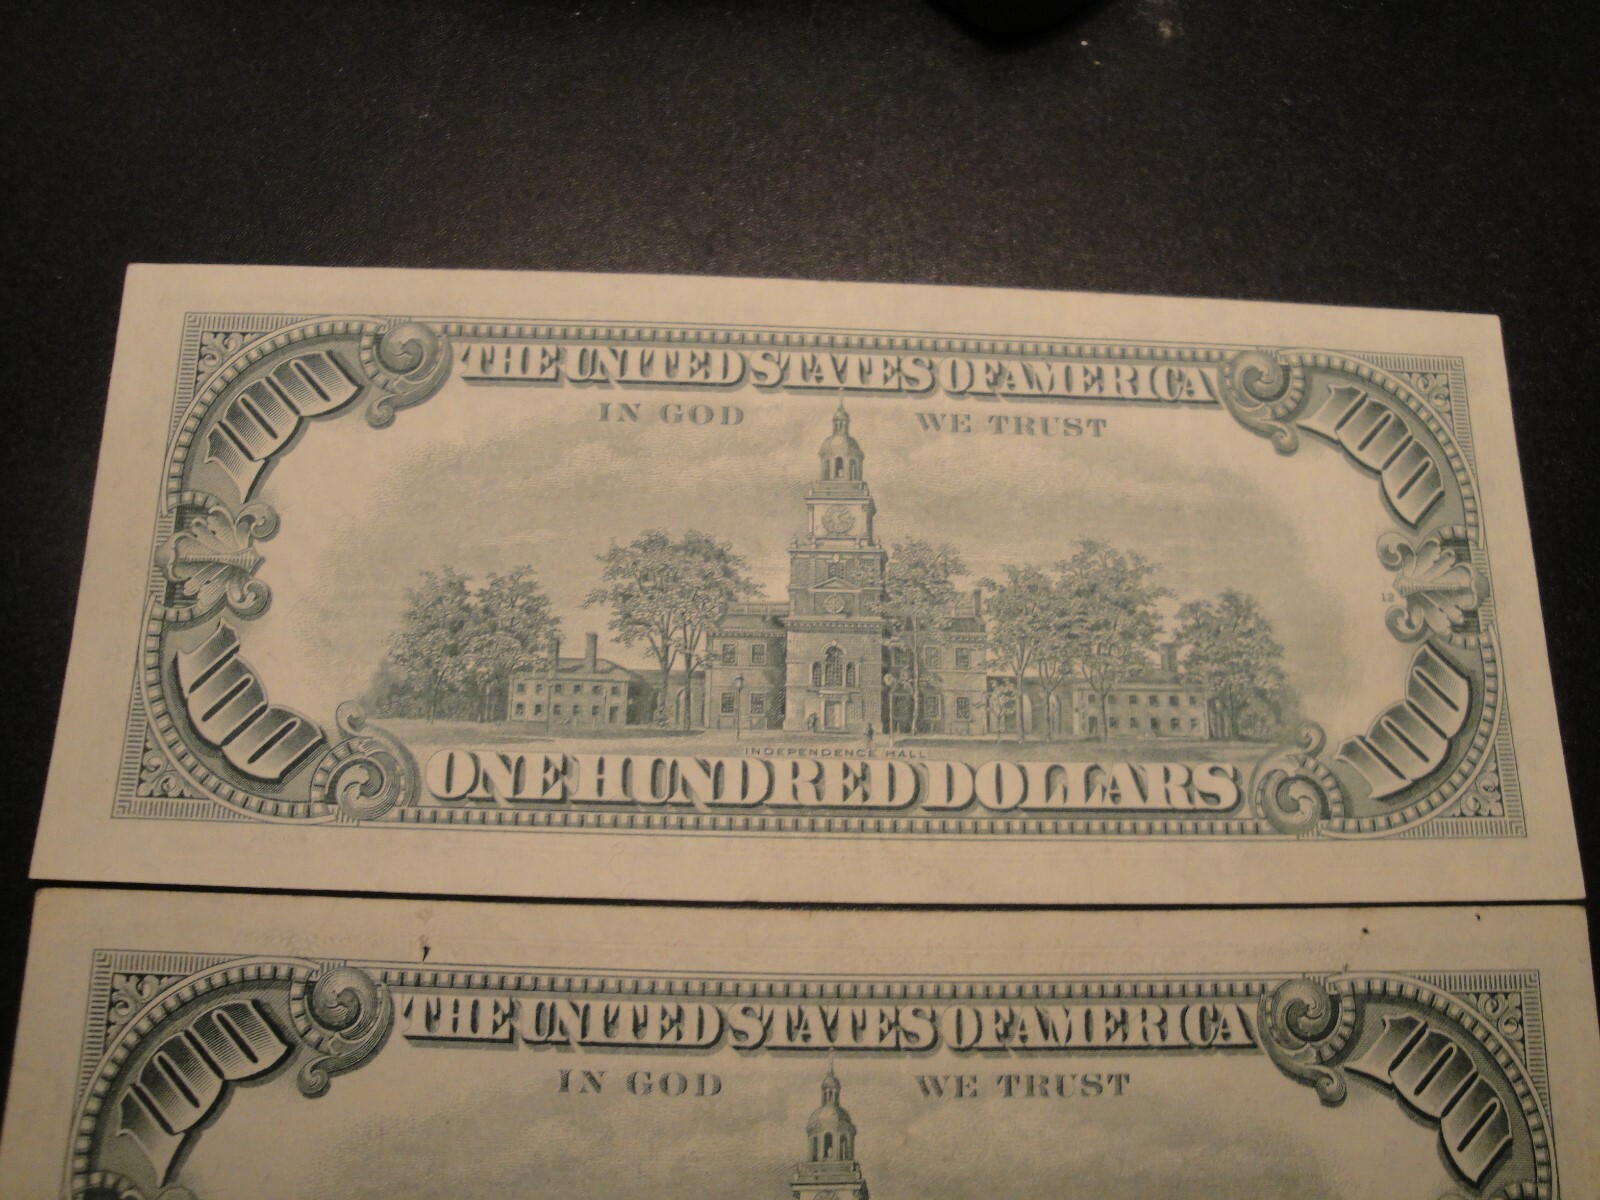 THE UNITED STATES OF AMERICA
IN GOD WE TRUST
100 100
12
100 100
INDEPENDENCE HALL
ONE HUNDRED DOLLARS
THE UNITED STATES OF AMERICA
100 100
IN GOD WE TRUST